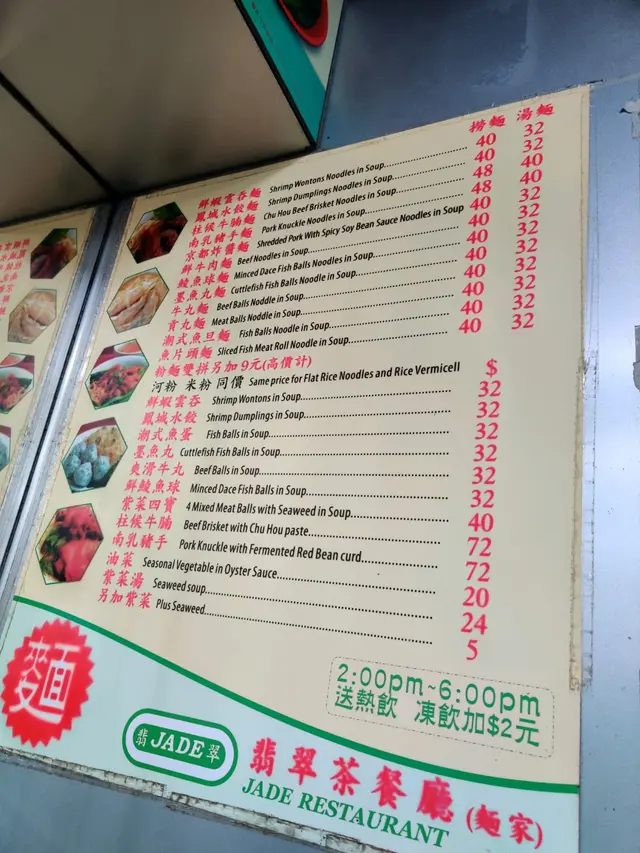 撈麵 湯麵
鮮蝦雲吞麵 Shrimp Wontons Noodles in Soup 40 32
鳳城水餃麵 Shrimp Dumplings Noodles in Soup 40 32
柱候牛腩麵 Chu Hou Beef Brisket Noodles in Soup 48 40
南乳豬手麵 Pork Knuckle Noodles in Soup 48 40
京都炸醬麵 Shredded Pork With Spicy Soy Bean Sauce Noodles in Soup 40 32
鮮牛肉麵 Beef Noodles in Soup 40 32
鯪魚球麵 Minced Dace Fish Balls Noodle in Soup 40 32
墨魚丸麵 Cuttlefish Fish Balls Noodle in Soup 40 32
牛丸麵 Beef Balls Noddle in Soup 40 32
貢丸麵 Meat Balls Noodle in Soup 40 32
潮式魚旦麵 Fish Balls Noodle in Soup 40 32
魚片頭麵 Sliced Fish Meat Roll Noodle in Soup 40 32
粉麵雙拼另加9元(高價計)
河粉 米粉 同價 Same price for Flat Rice Noodles and Rice Vermicell $
鮮蝦雲吞 Shrimp Wontons in Soup 32
鳳城水餃 Shrimp Dumplings in Soup 32
潮式魚蛋 Fish Balls in Soup 32
墨魚丸 Cuttlefish Fish Balls in Soup 32
爽滑牛丸 Beef Balls in Soup 32
鮮鯪魚球 Minced Dace Fish Balls in Soup 32
紫菜四寶 4 Mixed Meat Balls with Seaweed in Soup 40
柱候牛腩 Beef Brisket with Chu Hou paste 72
南乳豬手 Pork Knuckle with Fermented Red Bean curd 72
油菜 Seasonal Vegetable in Oyster Sauce 20
紫菜湯 Seaweed soup 24
另加紫菜 Plus Seaweed 5
2:00pm~6:00pm
送熱飲 凍飲加$2元
麵
翡 JADE 翠
翡翠茶餐廳 (麵家)
JADE RESTAURANT